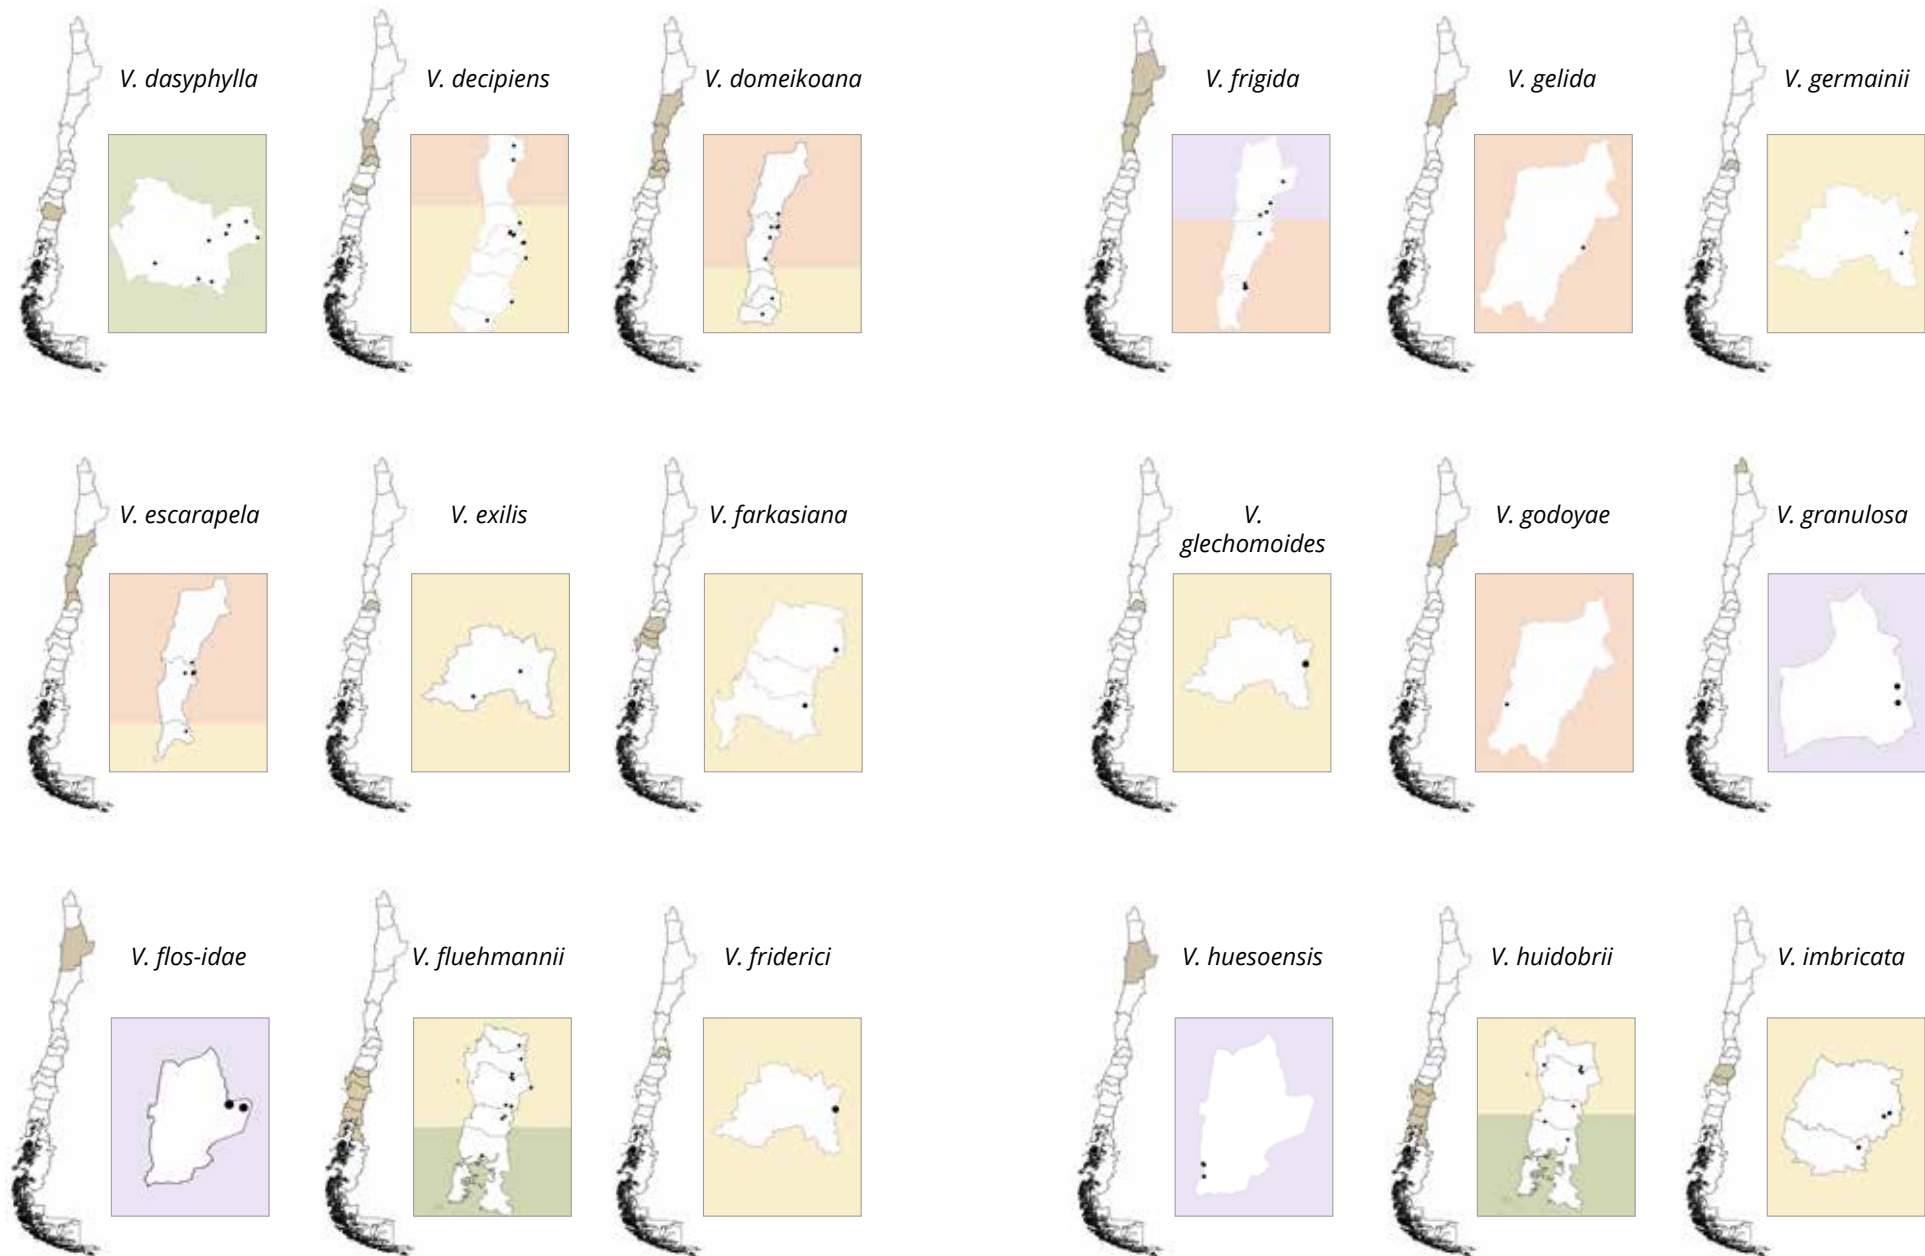 V. dasyphylla
V. decipiens
V. domeikoana
V. frigida
V. gelida
V. germainii
V. escarapela
V. exilis
V. farkasiana
V.
glechomoides
V. godoyae
V. granulosa
V. flos-idae
V. fluehmannii
V. friderici
V. huesoensis
V. huidobrii
V. imbricata